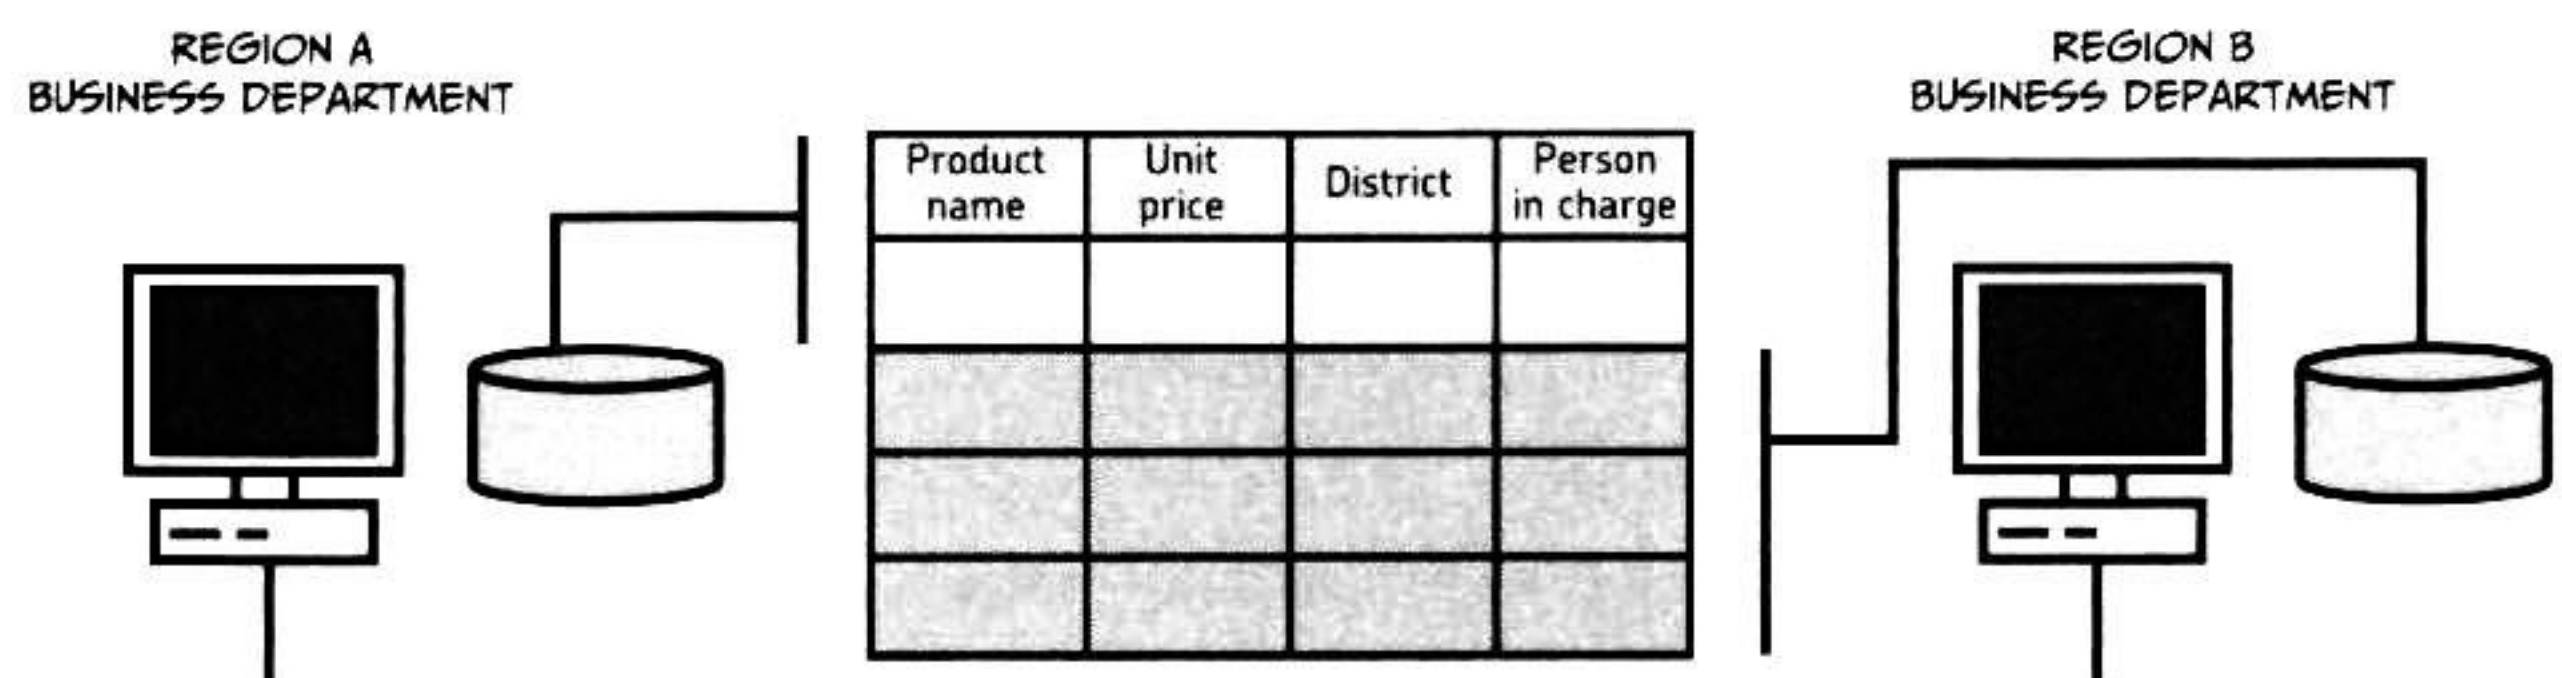 REGION A
BUSINESS DEPARTMENT
REGION B
BUSINESS DEPARTMENT
Product
name
Unit
price
District
Person
in charge